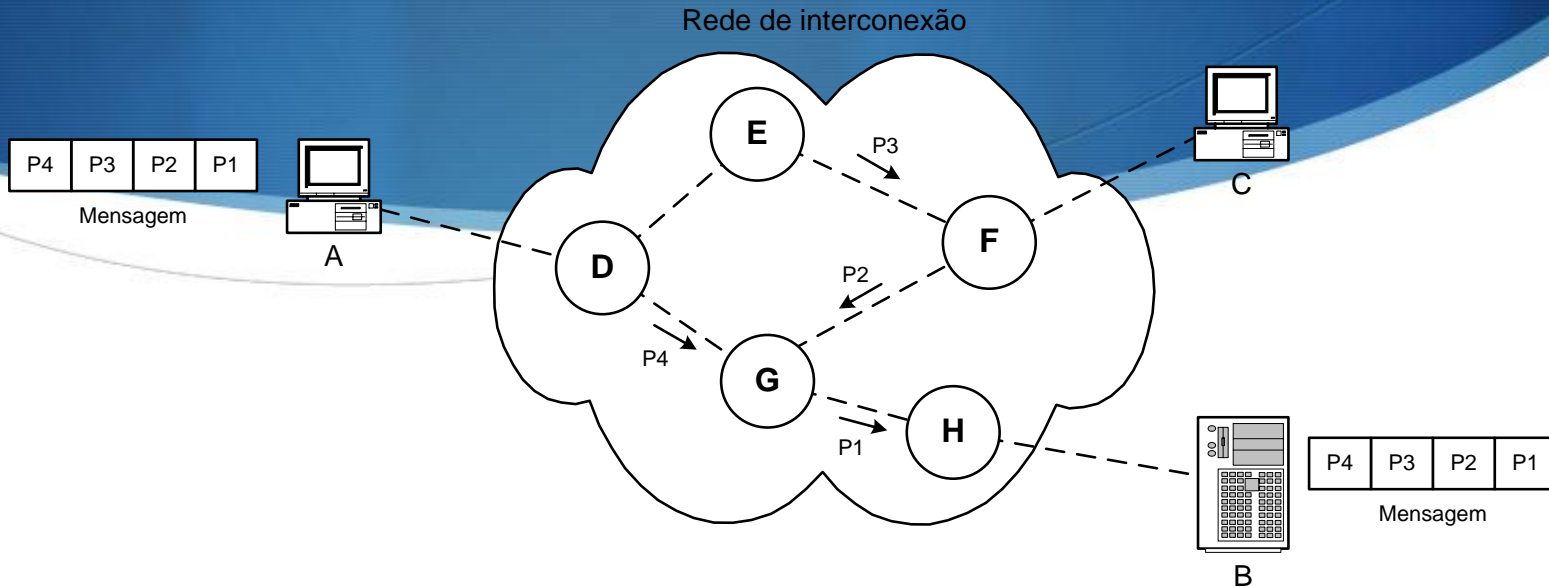 Rede de interconexão
P4 P3 P2 P1
Mensagem
A
E
P3
C
D
F
P2
P4
G
P1
H
P4 P3 P2 P1
Mensagem
B